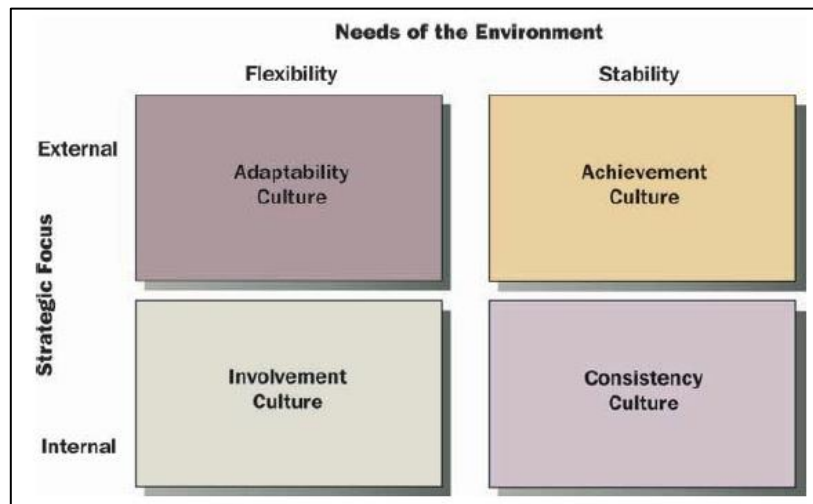 Needs of the Environment
Flexibility
Stability
External
Adaptability
Culture
Achievement
Culture
Strategic Focus
Involvement
Culture
Consistency
Culture
Internal